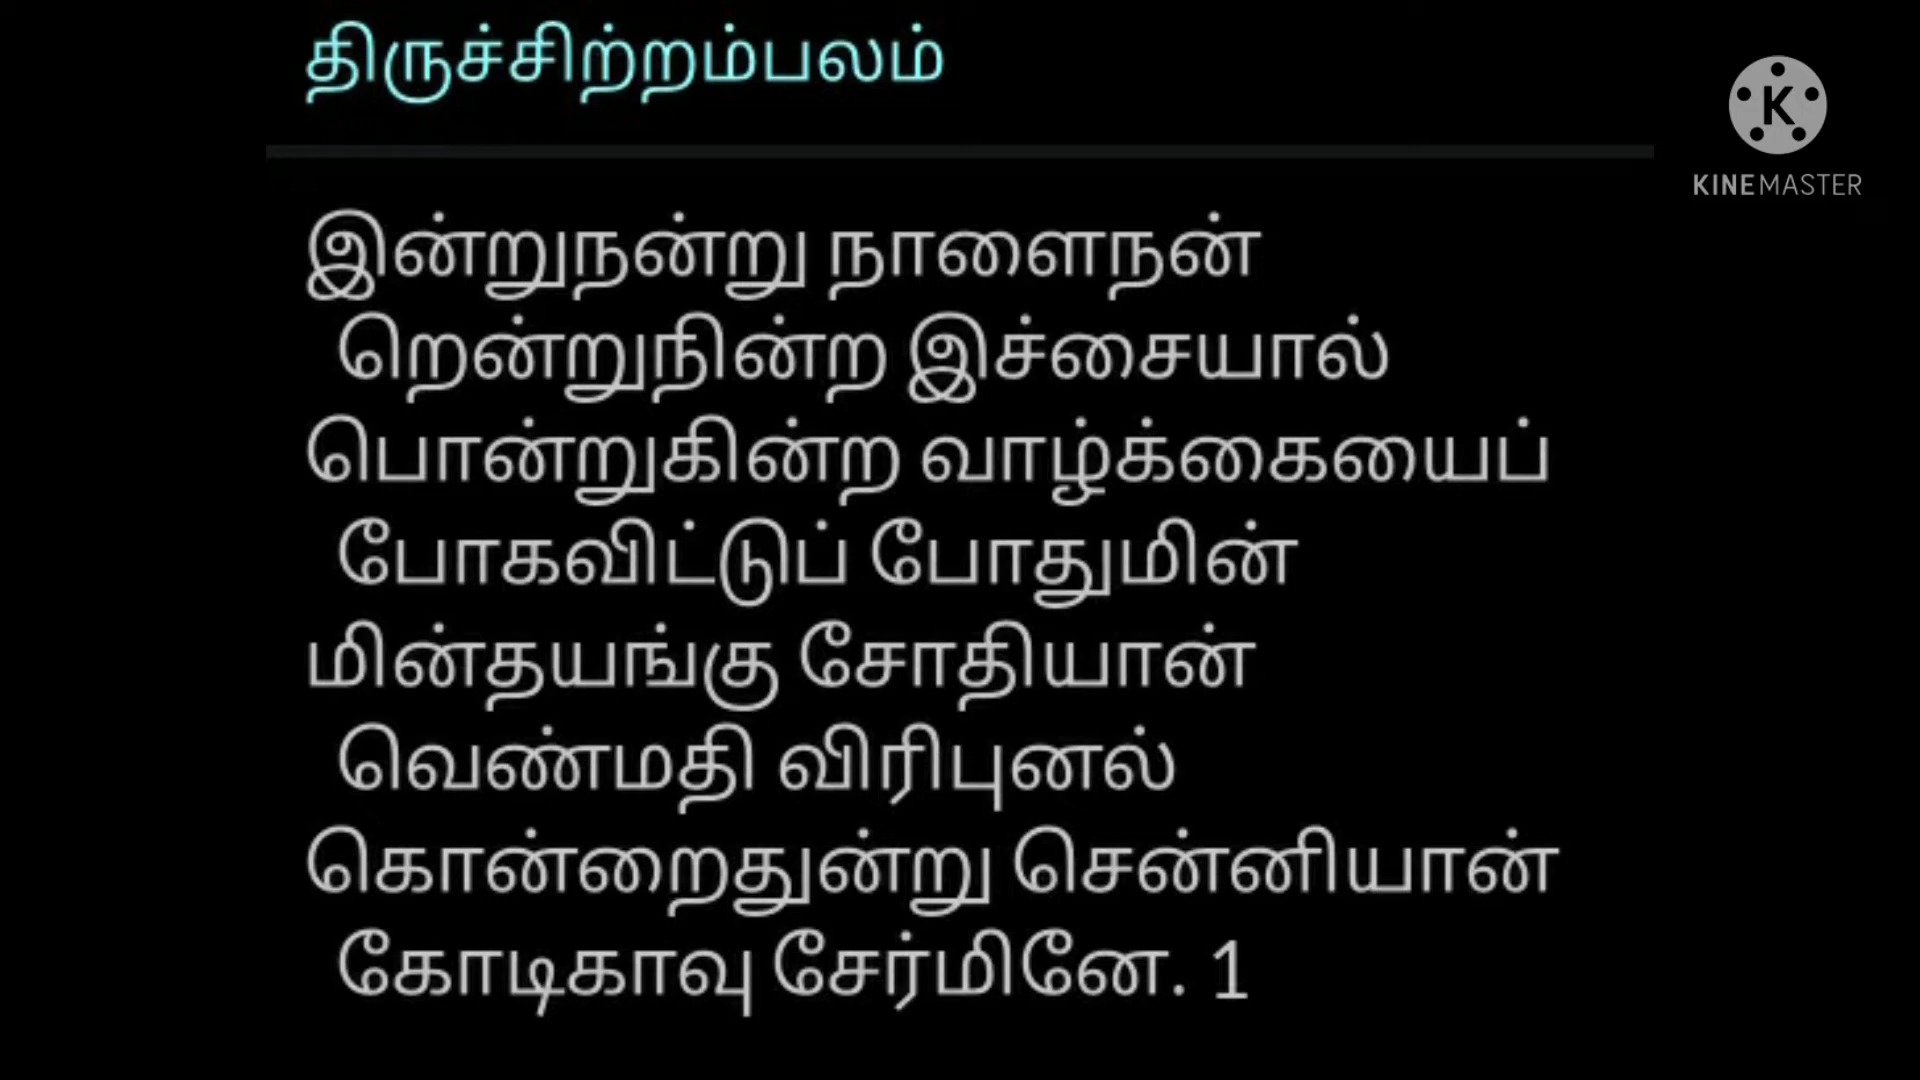 திருச்சிற்றம்பலம்
KINEMASTER
இன்றுநன்று நாளைநன்
றென்றுநின்ற இச்சையால்
பொன்றுகின்ற வாழ்க்கையைப்
போகவிட்டுப் போதுமின்
மின்தயங்கு சோதியான்
வெண்மதி விரிபுனல்
கொன்றைதுன்று சென்னியான்
கோடிகாவு சேர்மினே. 1